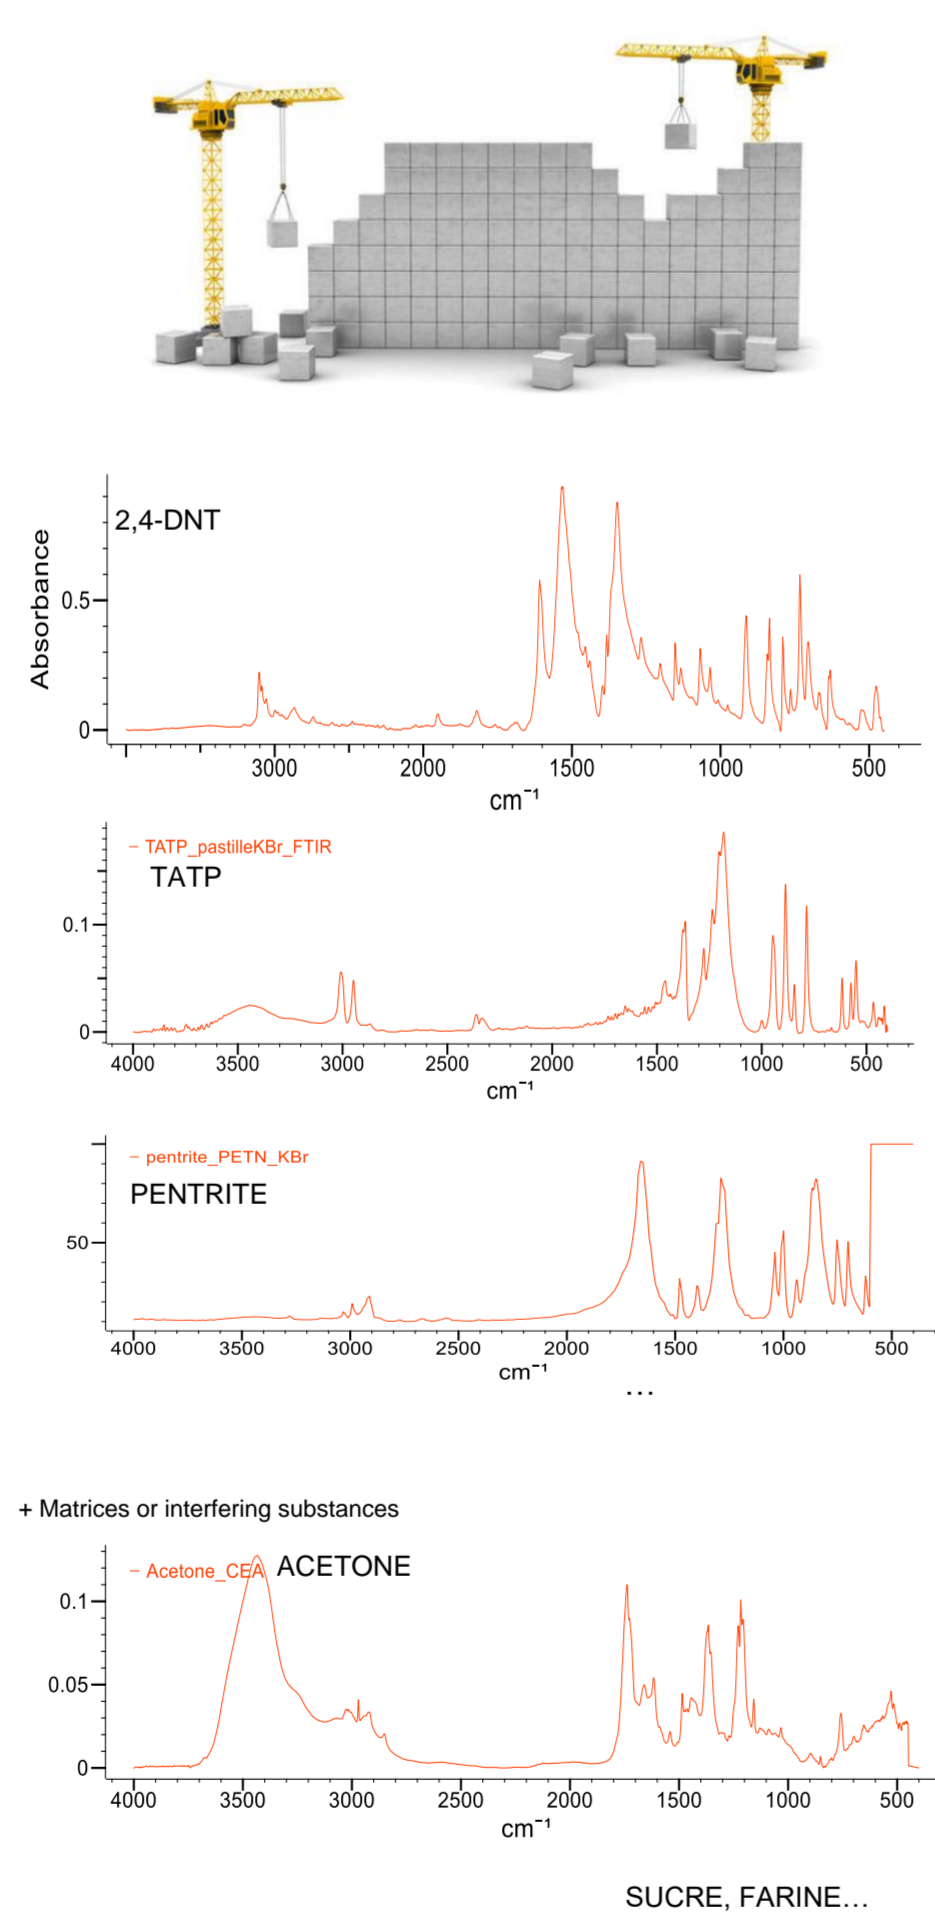 2,4-DNT
Absorbance
0.5
0
3000 2000 1500 1000 500
cm⁻¹
TATP_pastilleKBr_FTIR
TATP
0.1
0
4000 3500 3000 2500 2000 1500 1000 500
cm⁻¹
pentrite_PETN_KBr
PENTRITE
50
4000 3500 3000 2500 2000 1500 1000 500
cm⁻¹
...
+ Matrices or interfering substances
Acetone_CEA ACETONE
0.1
0.05
0
4000 3500 3000 2500 2000 1500 1000 500
cm⁻¹
SUCRE, FARINE...